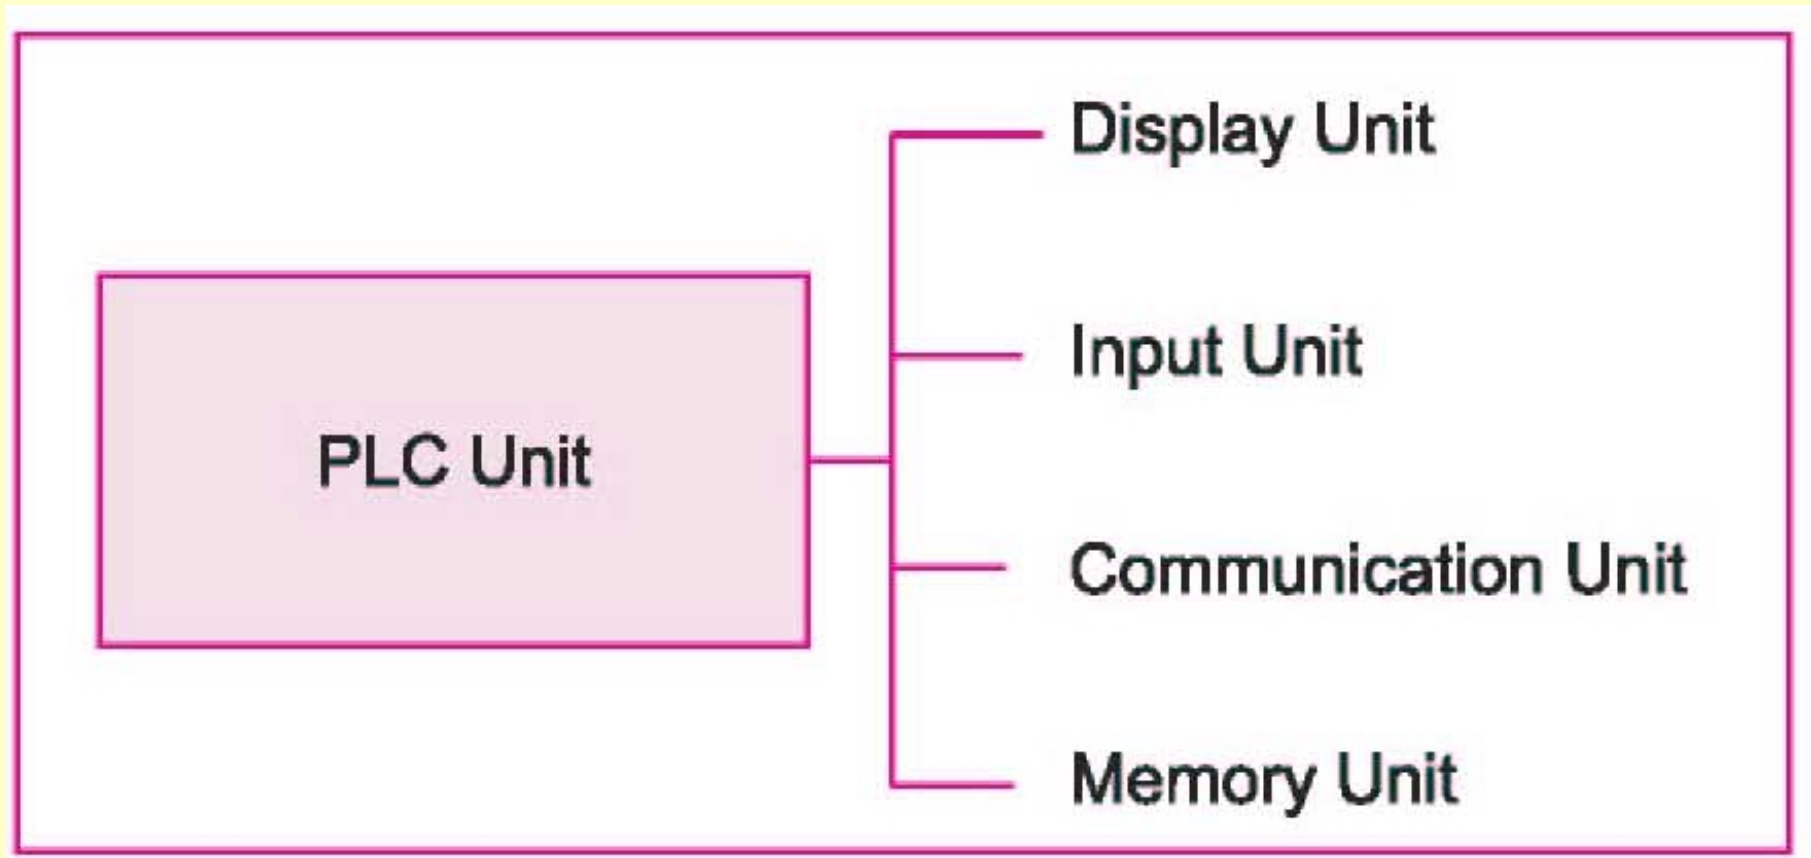 Display Unit
Input Unit
PLC Unit
Communication Unit
Memory Unit